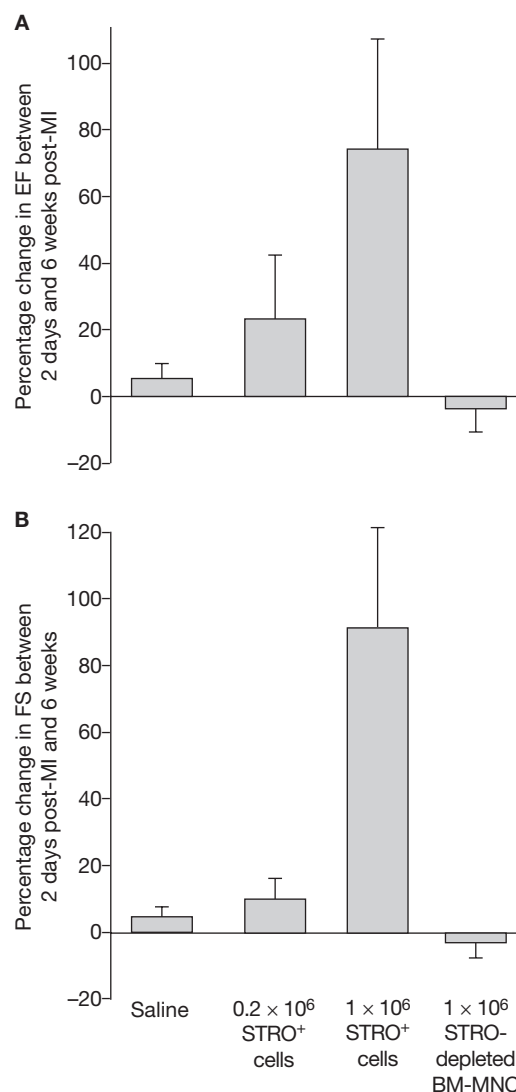 A
Percentage change in EF between
2 days and 6 weeks post-MI
100
80
60
40
20
0
–20
B
Percentage change in FS between
2 days post-MI and 6 weeks
120
100
80
60
40
20
0
–20
Saline
0.2 × 10⁶
STRO⁺
cells
1 × 10⁶
STRO⁺
cells
1 × 10⁶
STRO-
depleted
BM-MNC